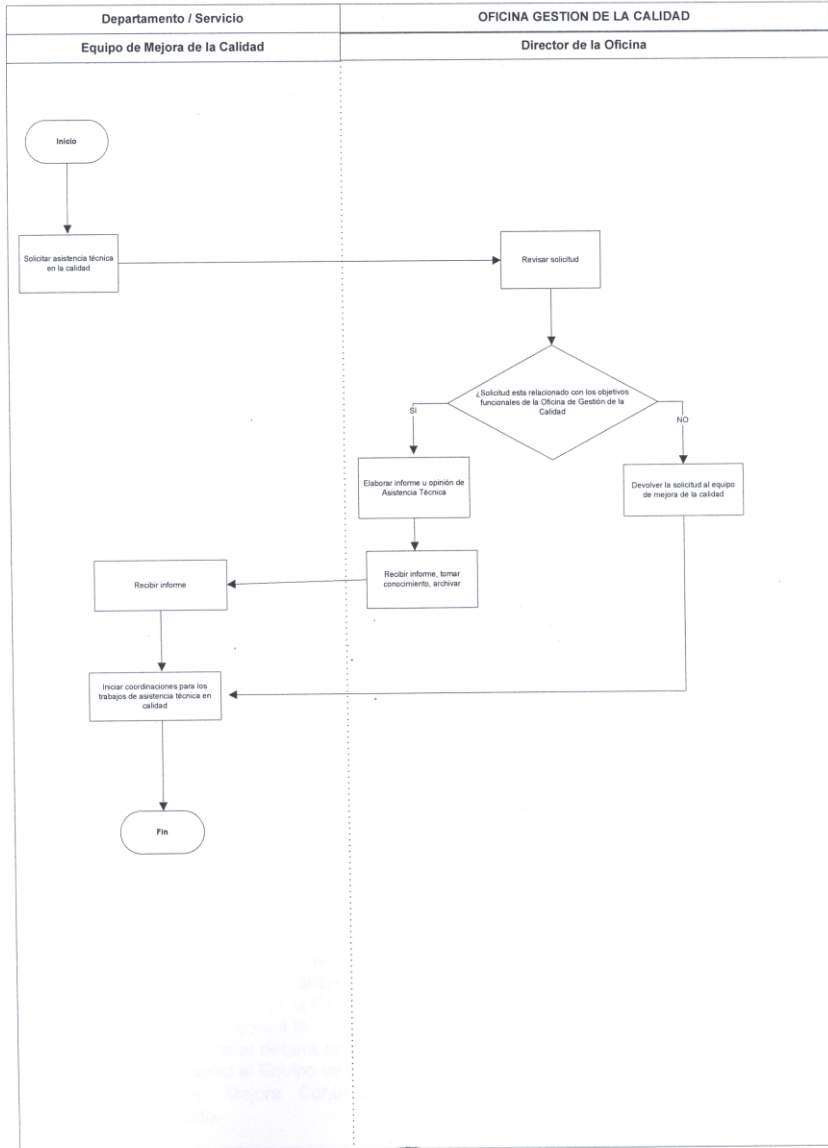 Departamento / Servicio
OFICINA GESTION DE LA CALIDAD
Equipo de Mejora de la Calidad
Director de la Oficina
Inicio
Solicitar asistencia técnica
en la calidad
Revisar solicitud
¿Solicitud esta relacionado con los objetivos
funcionales de la Oficina de Gestión de la
Calidad
SI
NO
Elaborar informe u opinión de
Asistencia Técnica
Devolver la solicitud al equipo
de mejora de la calidad
Recibir informe
Recibir informe, tomar
conocimiento, archivar
Iniciar coordinaciones para los
trabajos de asistencia técnica en
calidad
Fin